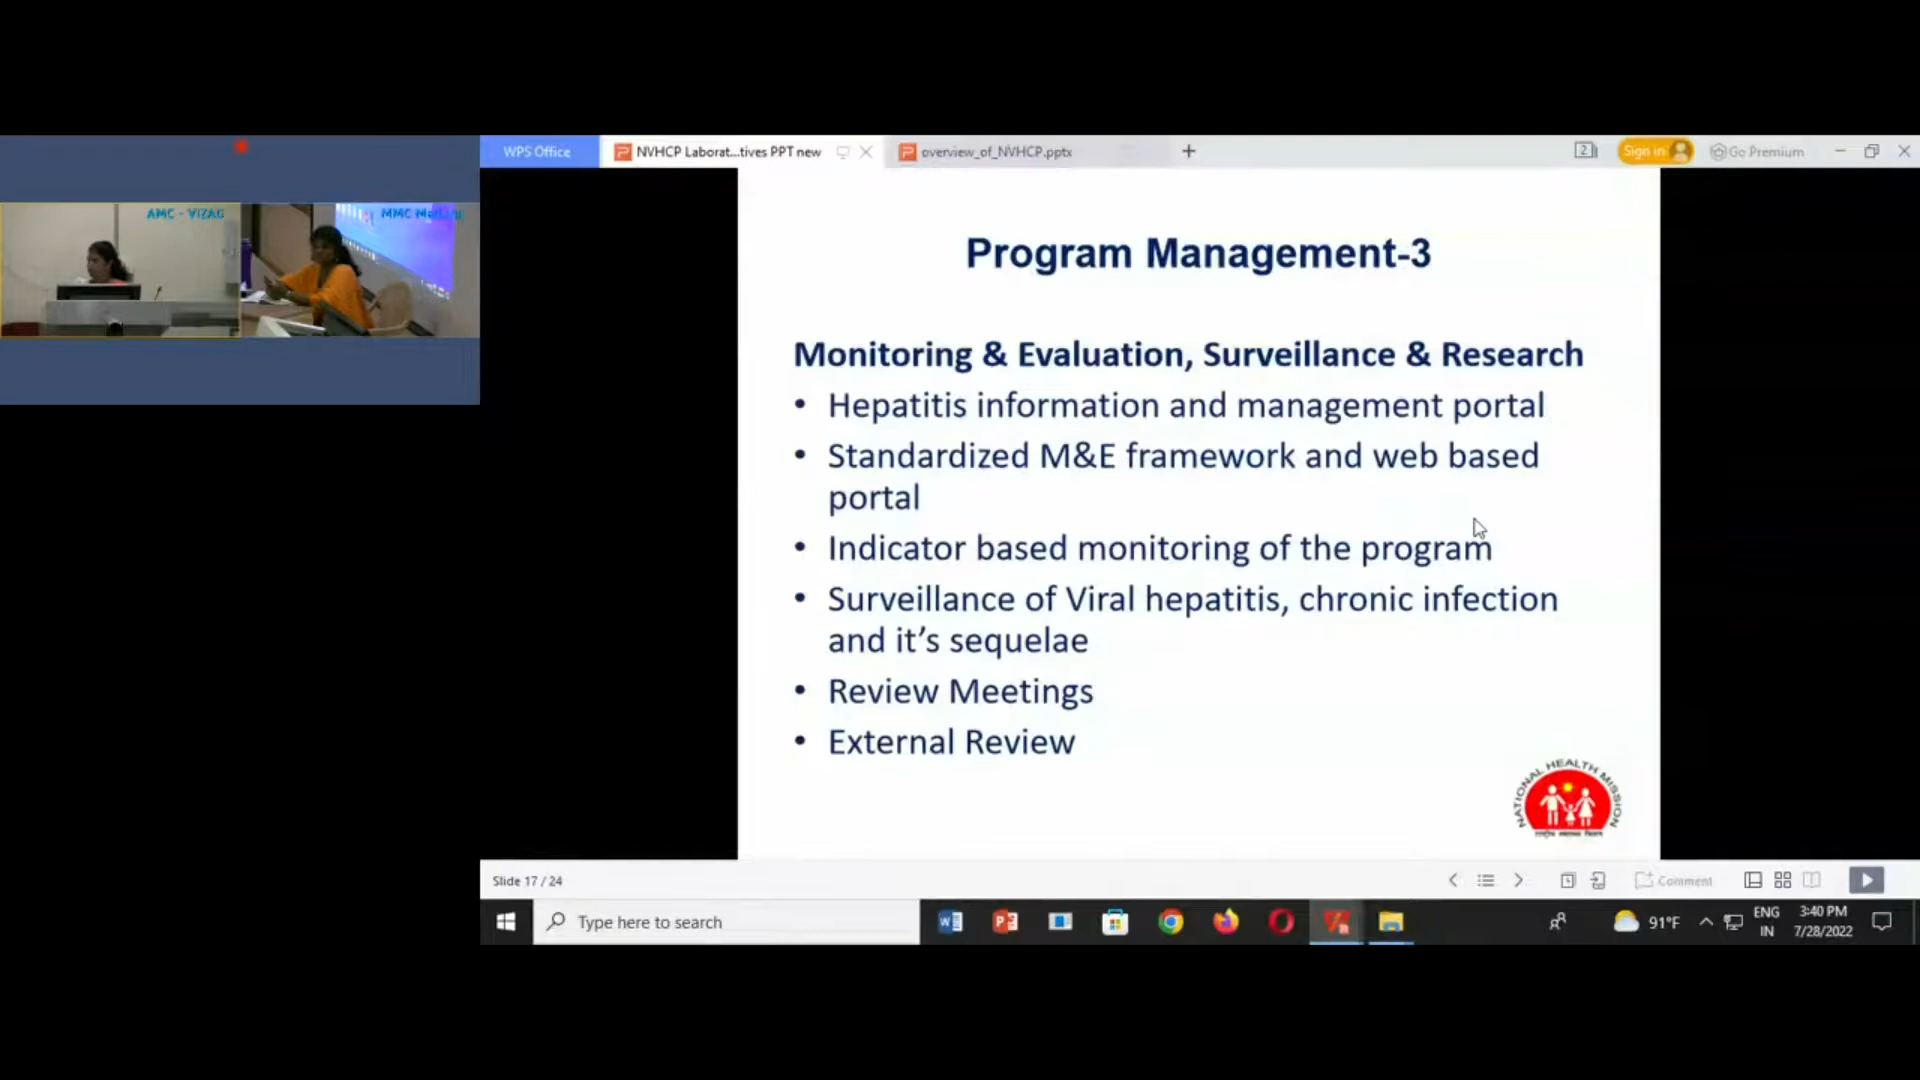 AMC - VIZAG
MMC
WPS Office
NVHCP Laborat...tives PPT new
overview_of_NVHCP.pptx
2
Sign in
Go Premium
Program Management-3
Monitoring & Evaluation, Surveillance & Research
• Hepatitis information and management portal
• Standardized M&E framework and web based
portal
• Indicator based monitoring of the program
• Surveillance of Viral hepatitis, chronic infection
and it's sequelae
• Review Meetings
• External Review
NATIONAL HEALTH MISSION
Slide 17 / 24
Comment
Type here to search
91°F
ENG
IN
3:40 PM
7/28/2022